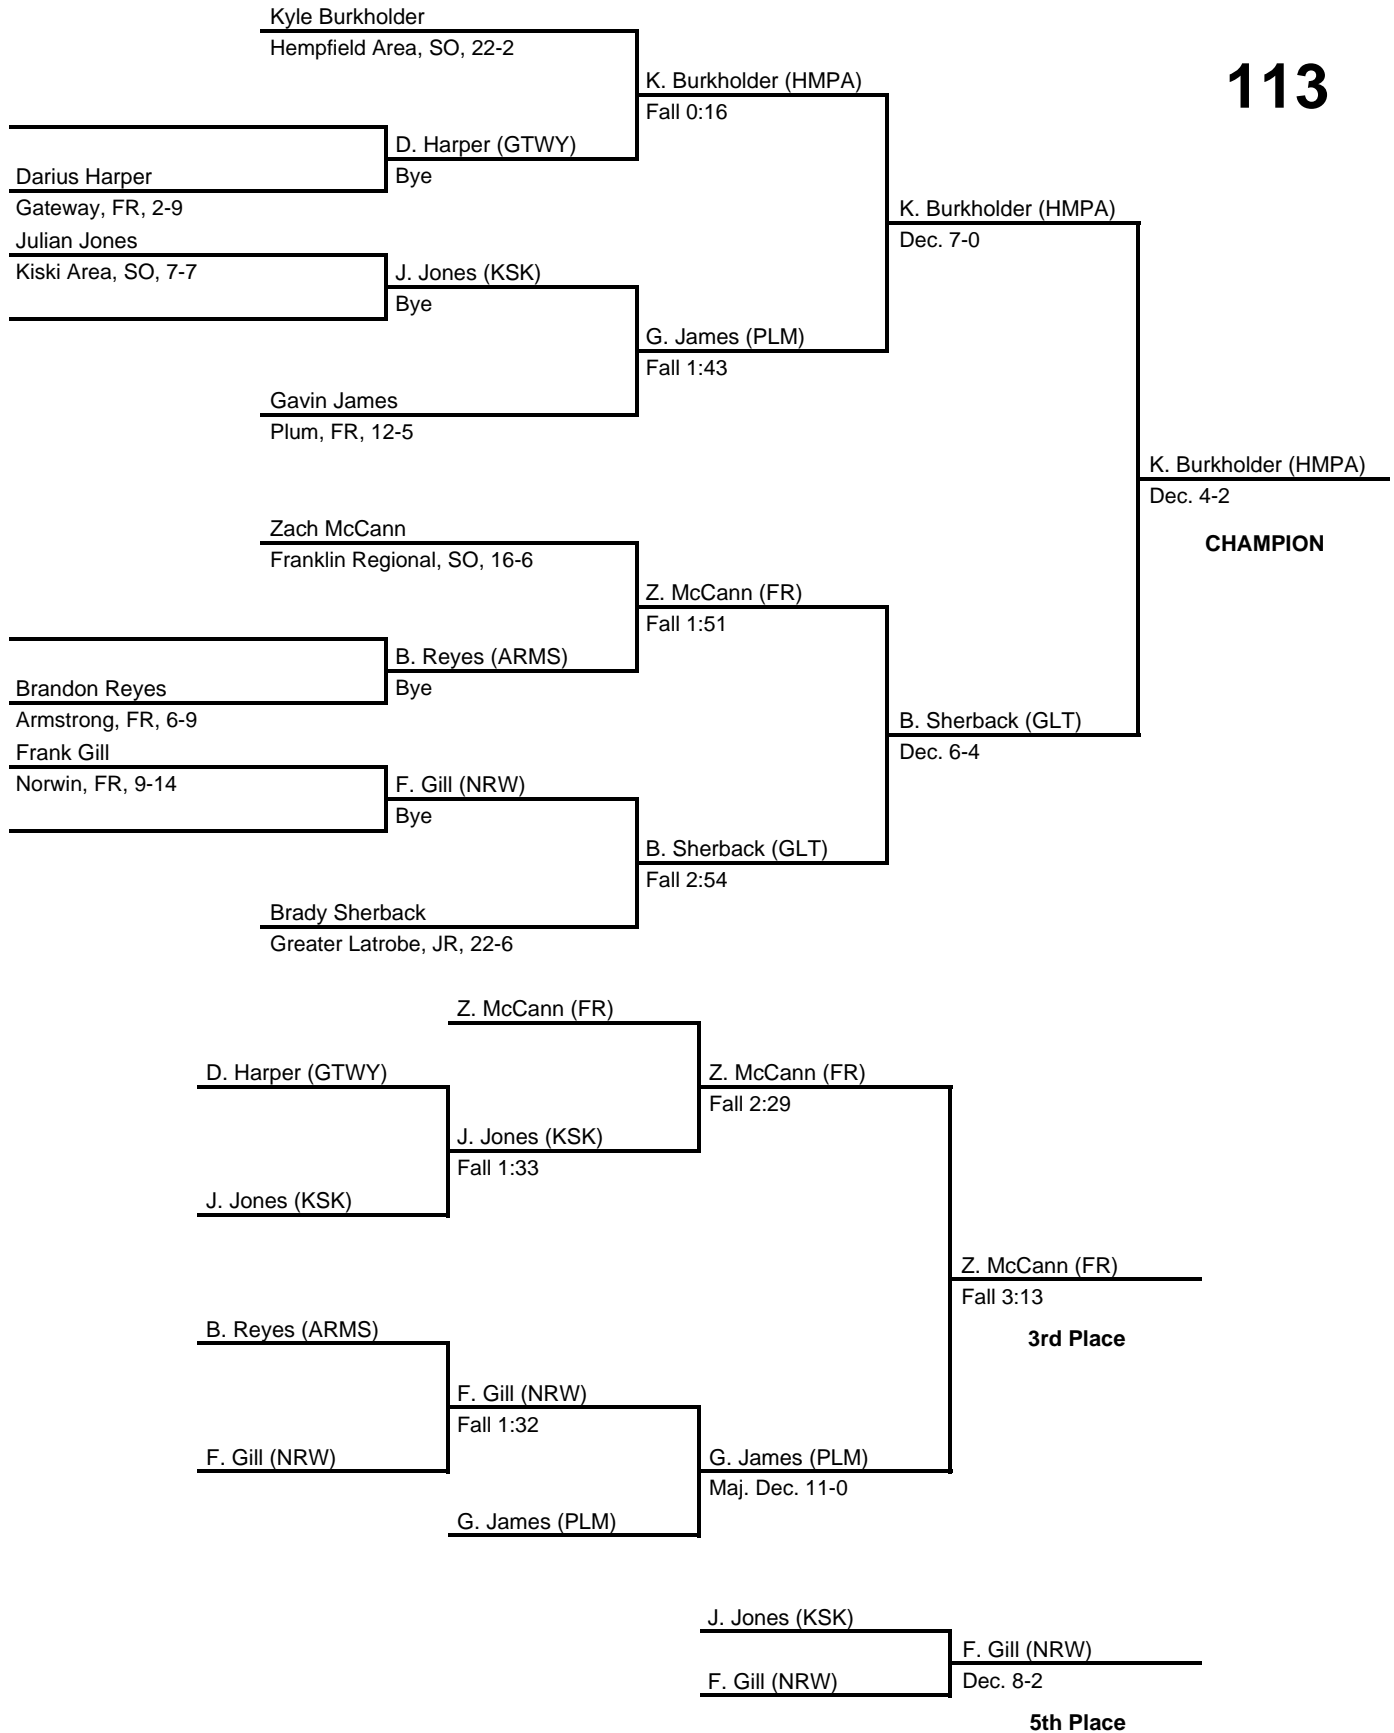 Kyle Burkholder
Hempfield Area, SO, 22-2
113
K. Burkholder (HMPA)
Fall 0:16
D. Harper (GTWY)
Bye
Darius Harper
Gateway, FR, 2-9
K. Burkholder (HMPA)
Dec. 7-0
Julian Jones
Kiski Area, SO, 7-7
J. Jones (KSK)
Bye
G. James (PLM)
Fall 1:43
Gavin James
Plum, FR, 12-5
K. Burkholder (HMPA)
Dec. 4-2
CHAMPION
Zach McCann
Franklin Regional, SO, 16-6
Z. McCann (FR)
Fall 1:51
B. Reyes (ARMS)
Bye
Brandon Reyes
Armstrong, FR, 6-9
B. Sherback (GLT)
Dec. 6-4
Frank Gill
Norwin, FR, 9-14
F. Gill (NRW)
Bye
B. Sherback (GLT)
Fall 2:54
Brady Sherback
Greater Latrobe, JR, 22-6
Z. McCann (FR)
D. Harper (GTWY)
Z. McCann (FR)
Fall 2:29
J. Jones (KSK)
Fall 1:33
J. Jones (KSK)
Z. McCann (FR)
Fall 3:13
3rd Place
B. Reyes (ARMS)
F. Gill (NRW)
Fall 1:32
F. Gill (NRW)
G. James (PLM)
Maj. Dec. 11-0
G. James (PLM)
J. Jones (KSK)
F. Gill (NRW)
Dec. 8-2
F. Gill (NRW)
5th Place